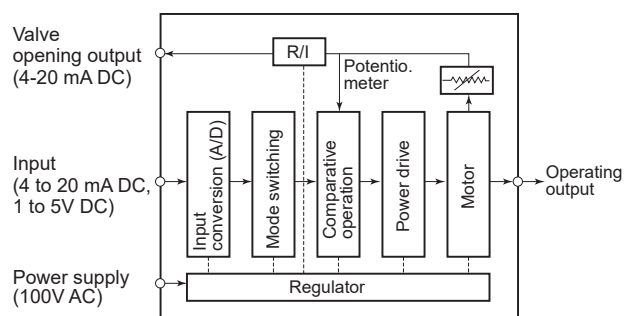 Valve
opening output
(4-20 mA DC)
R/I
Potentio.
meter
Input
(4 to 20 mA DC,
1 to 5V DC)
Input
conversion (A/D)
Mode switching
Comparative
operation
Power drive
Motor
Operating
output
Power supply
(100V AC)
Regulator